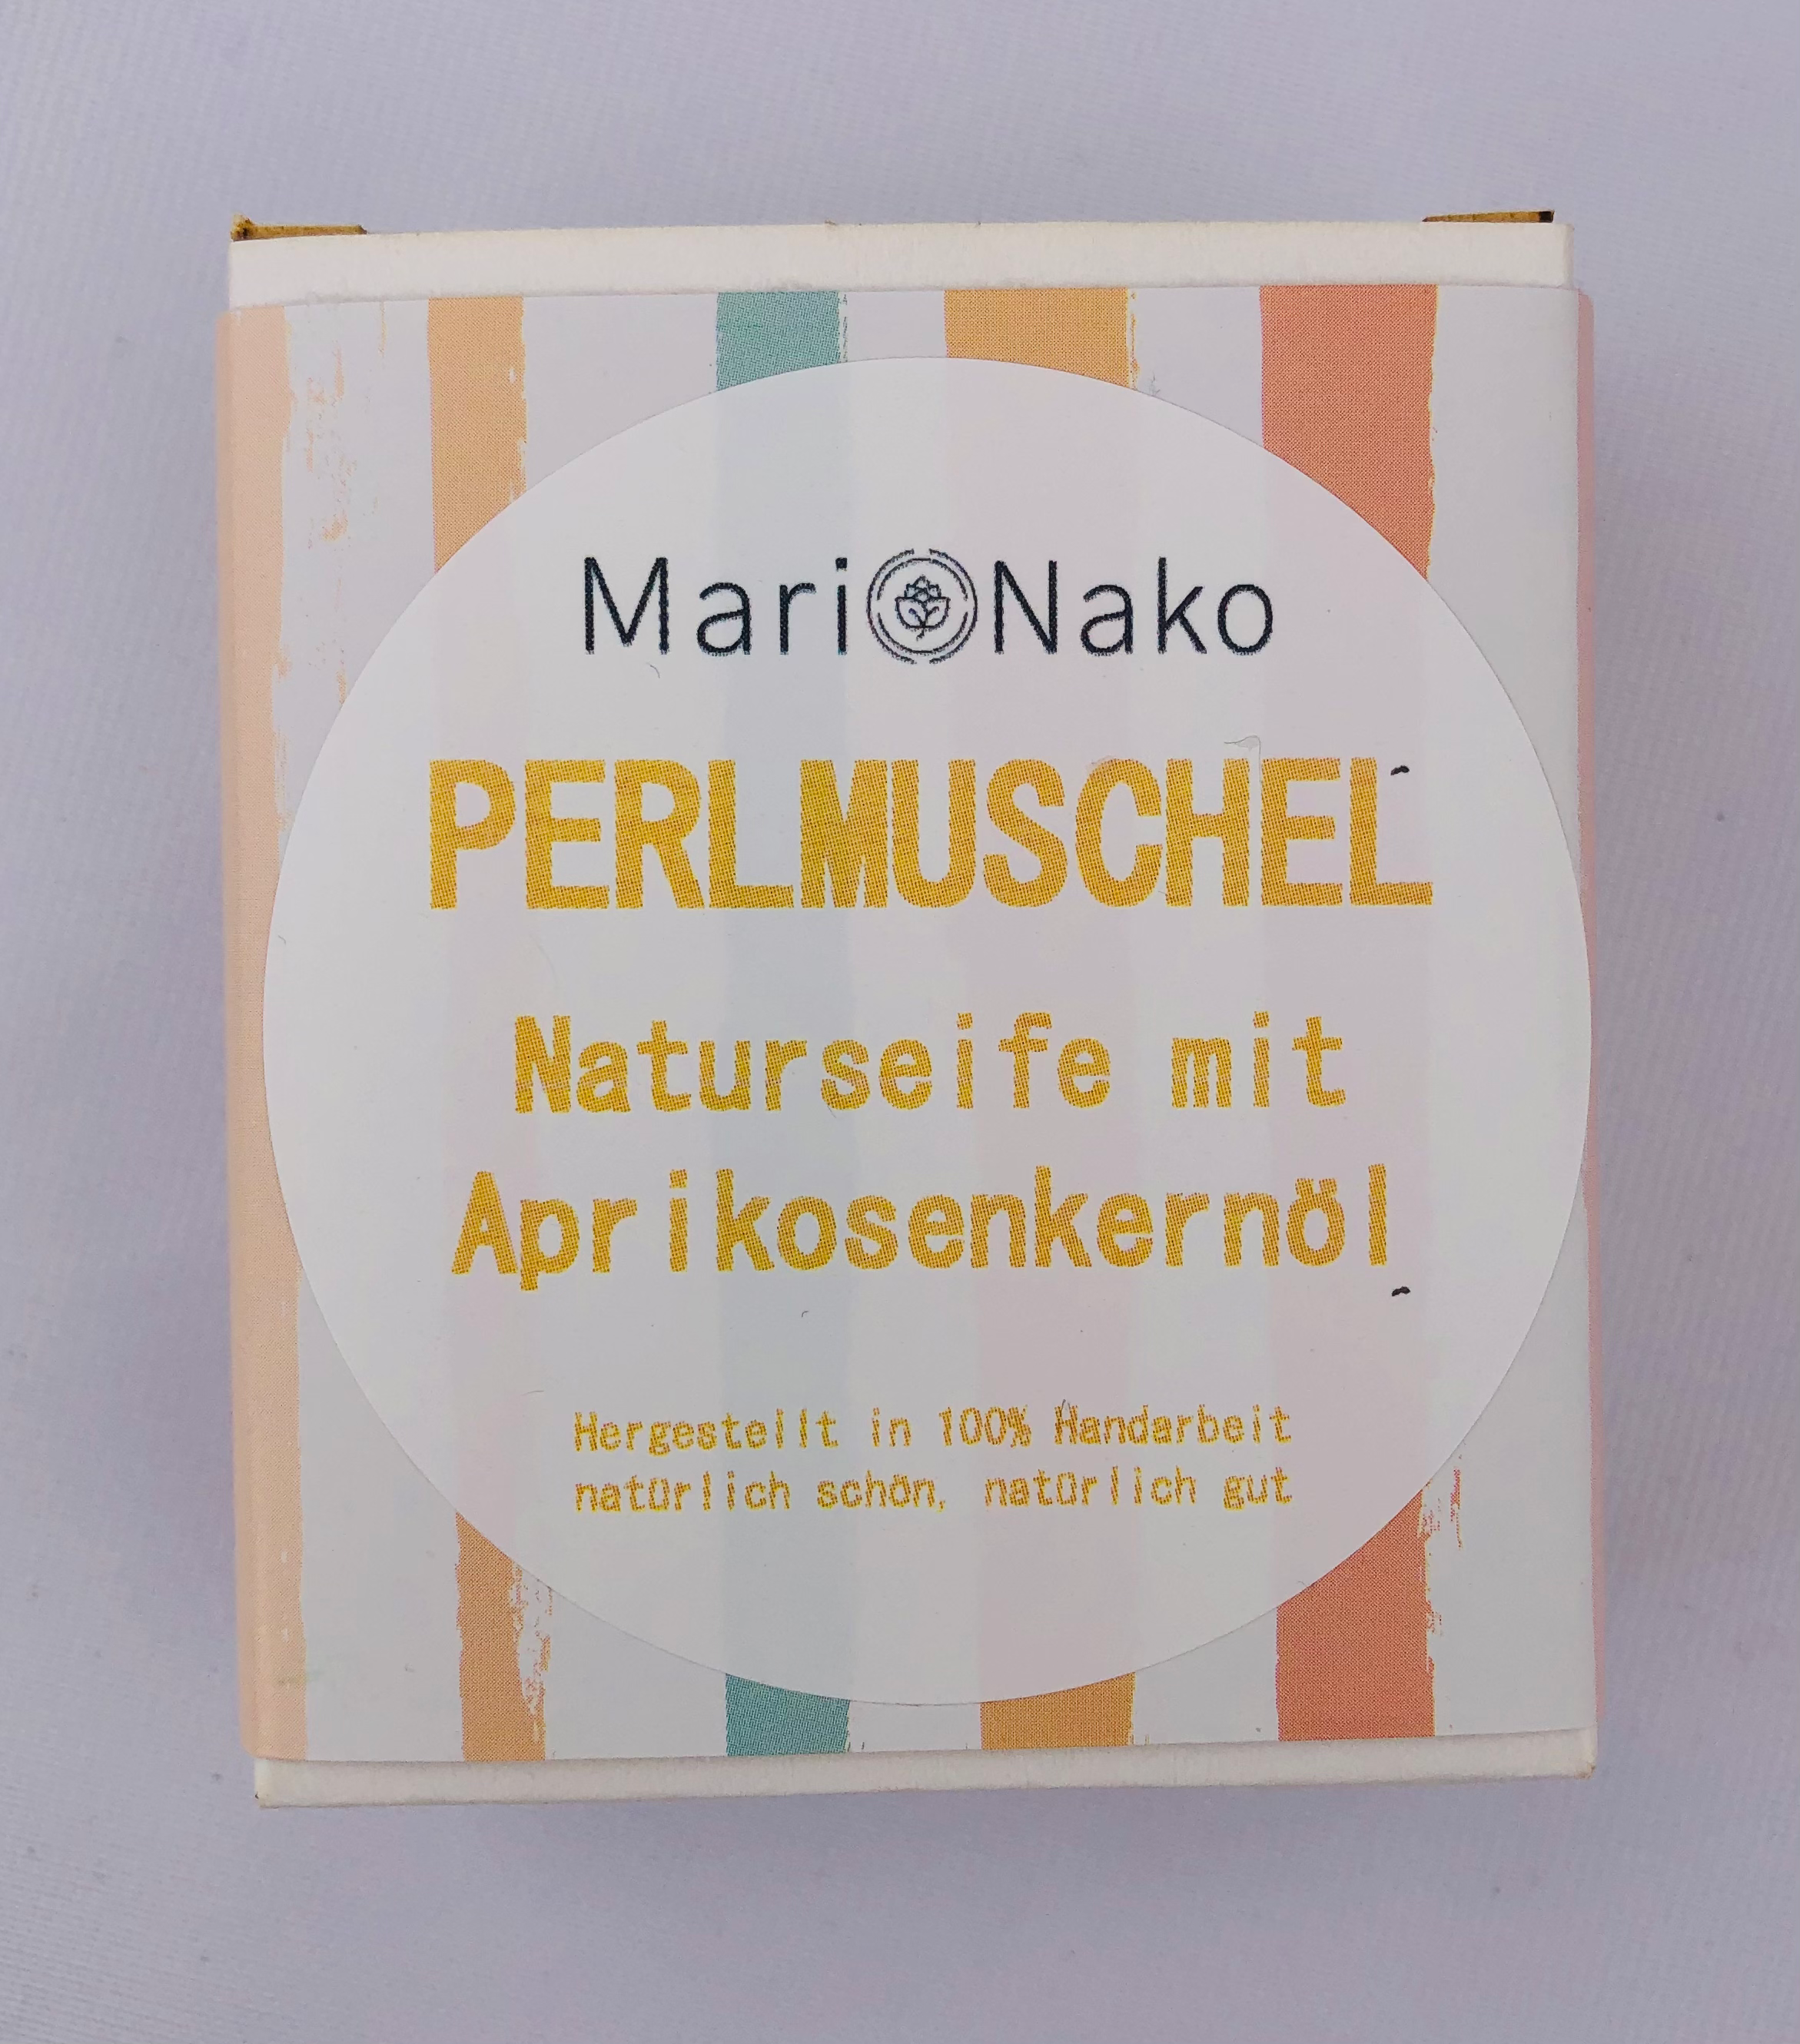 Mari Nako
PERLMUSCHEL
Naturseife mit
Aprikosenkernöl
Hergestellt in 100% Handarbeit
natürlich schön, natürlich gut